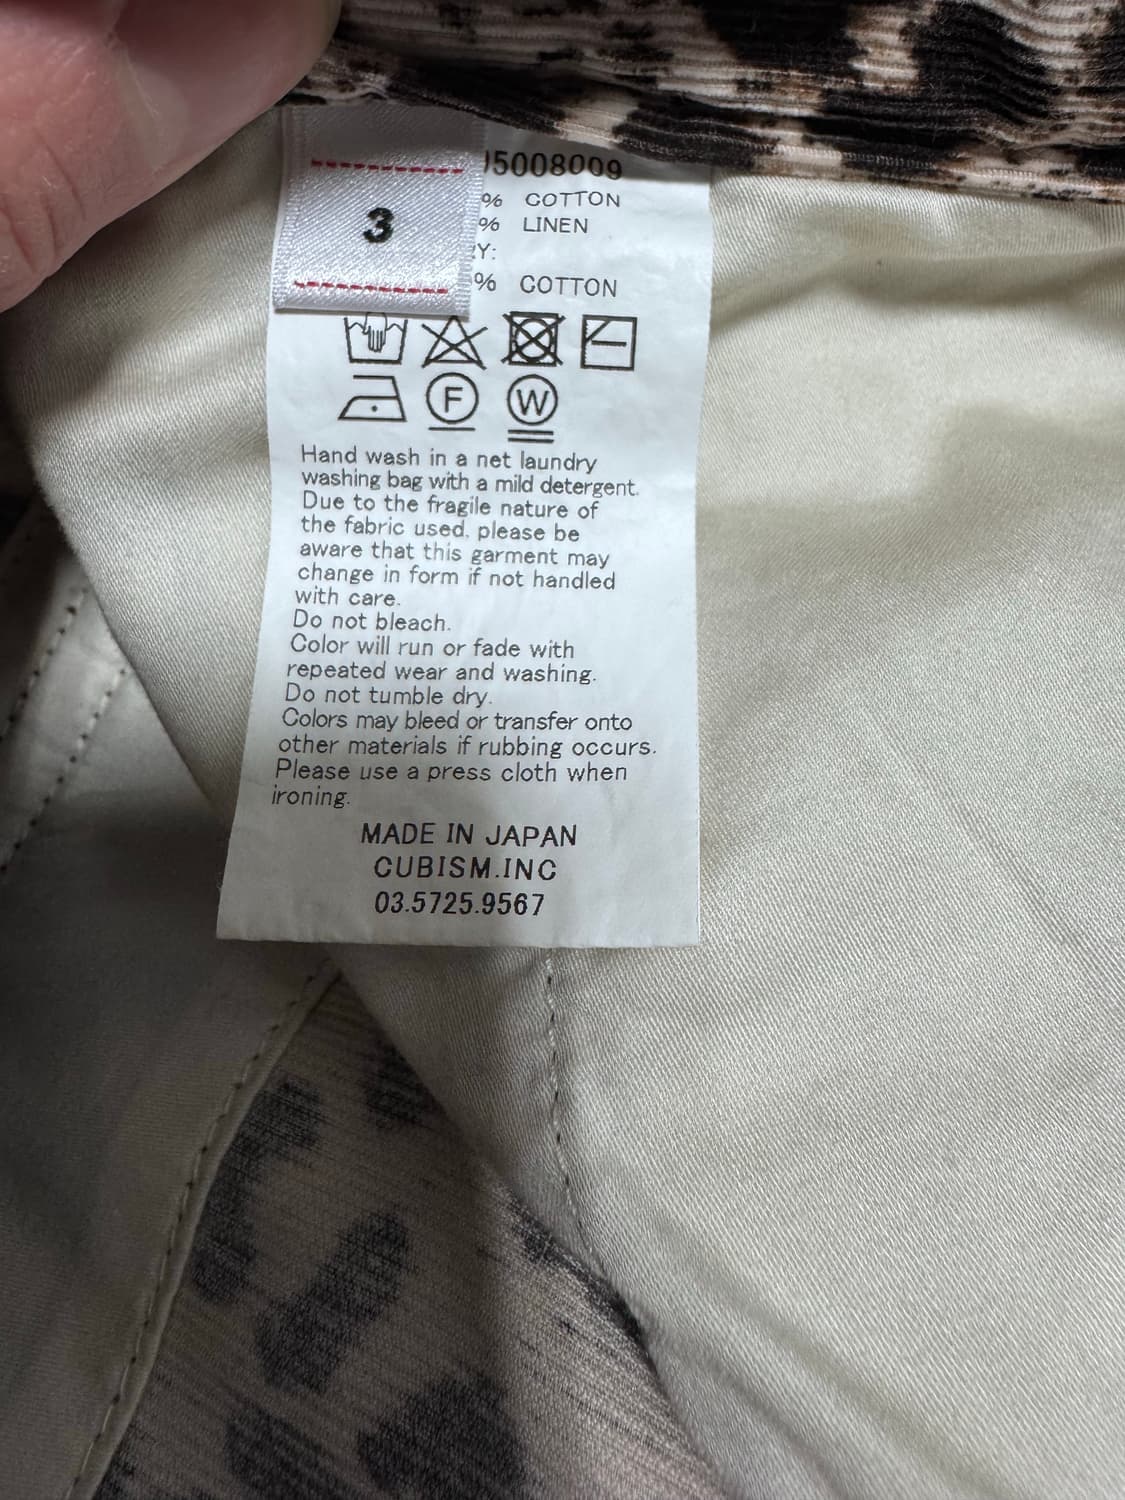 3
5008009
% COTTON
% LINEN
Y:
% COTTON
F
W
Hand wash in a net laundry
washing bag with a mild detergent.
Due to the fragile nature of
the fabric used, please be
aware that this garment may
change in form if not handled
with care.
Do not bleach.
Color will run or fade with
repeated wear and washing.
Do not tumble dry.
Colors may bleed or transfer onto
other materials if rubbing occurs.
Please use a press cloth when
ironing.
MADE IN JAPAN
CUBISM.INC
03.5725.9567